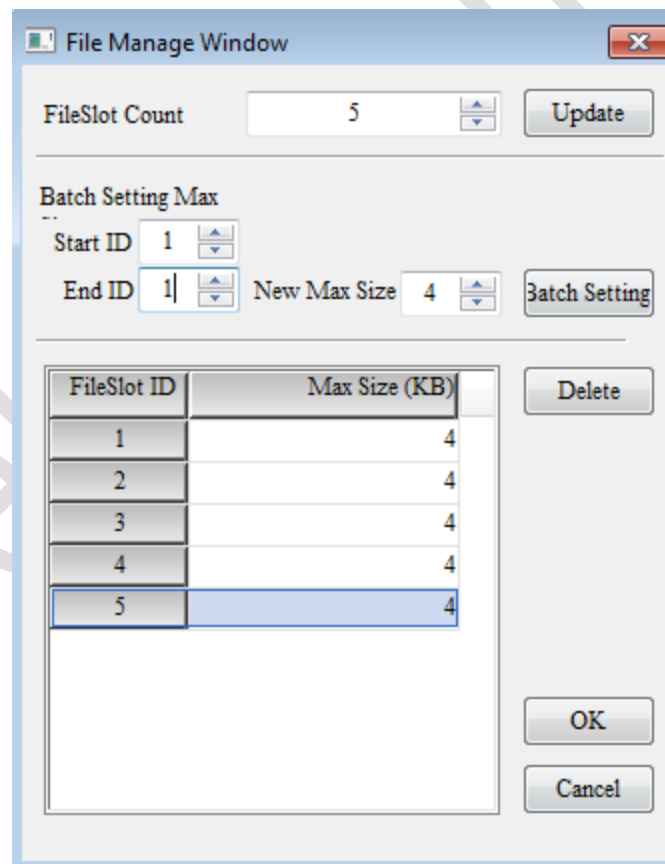 File Manage Window
FileSlot Count 5 Update
Batch Setting Max
Start ID 1
End ID 1 New Max Size 4 Batch Setting
FileSlot ID Max Size (KB) Delete
1 4
2 4
3 4
4 4
5 4
OK
Cancel